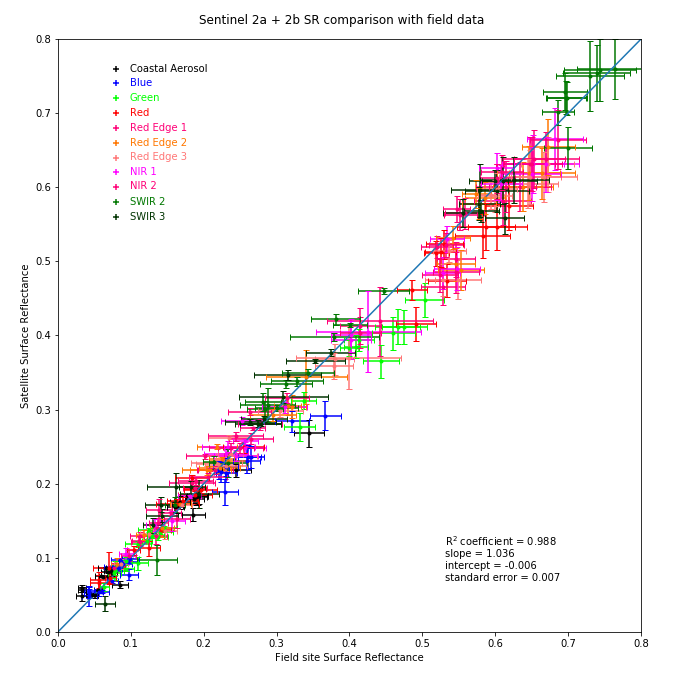 Sentinel 2a + 2b SR comparison with field data
Satellite Surface Reflectance
0.8
0.7
0.6
0.5
0.4
0.3
0.2
0.1
0.0
Coastal Aerosol
Blue
Green
Red
Red Edge 1
Red Edge 2
Red Edge 3
NIR 1
NIR 2
SWIR 2
SWIR 3
R² coefficient = 0.988
slope = 1.036
intercept = -0.006
standard error = 0.007
0.0 0.1 0.2 0.3 0.4 0.5 0.6 0.7 0.8
Field site Surface Reflectance